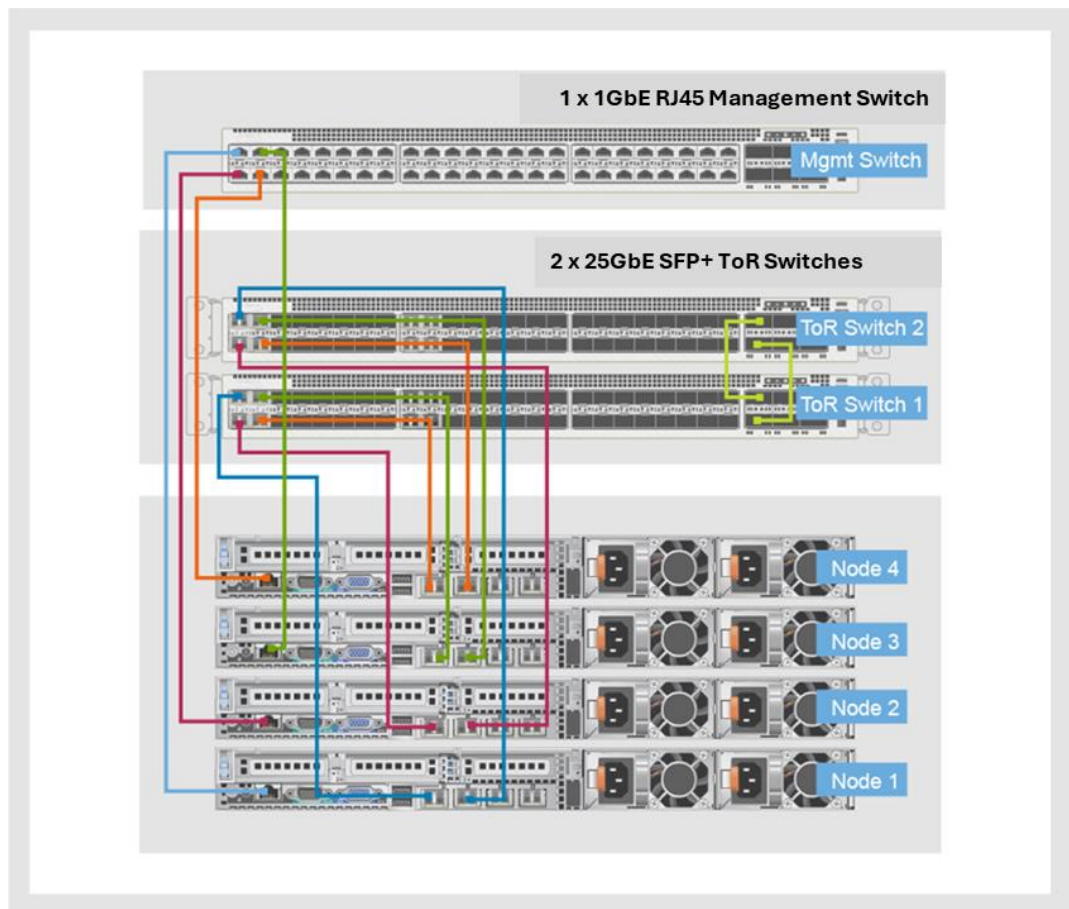 1 x 1GbE RJ45 Management Switch
Mgmt Switch
2 x 25GbE SFP+ ToR Switches
ToR Switch 2
ToR Switch 1
Node 4
Node 3
Node 2
Node 1